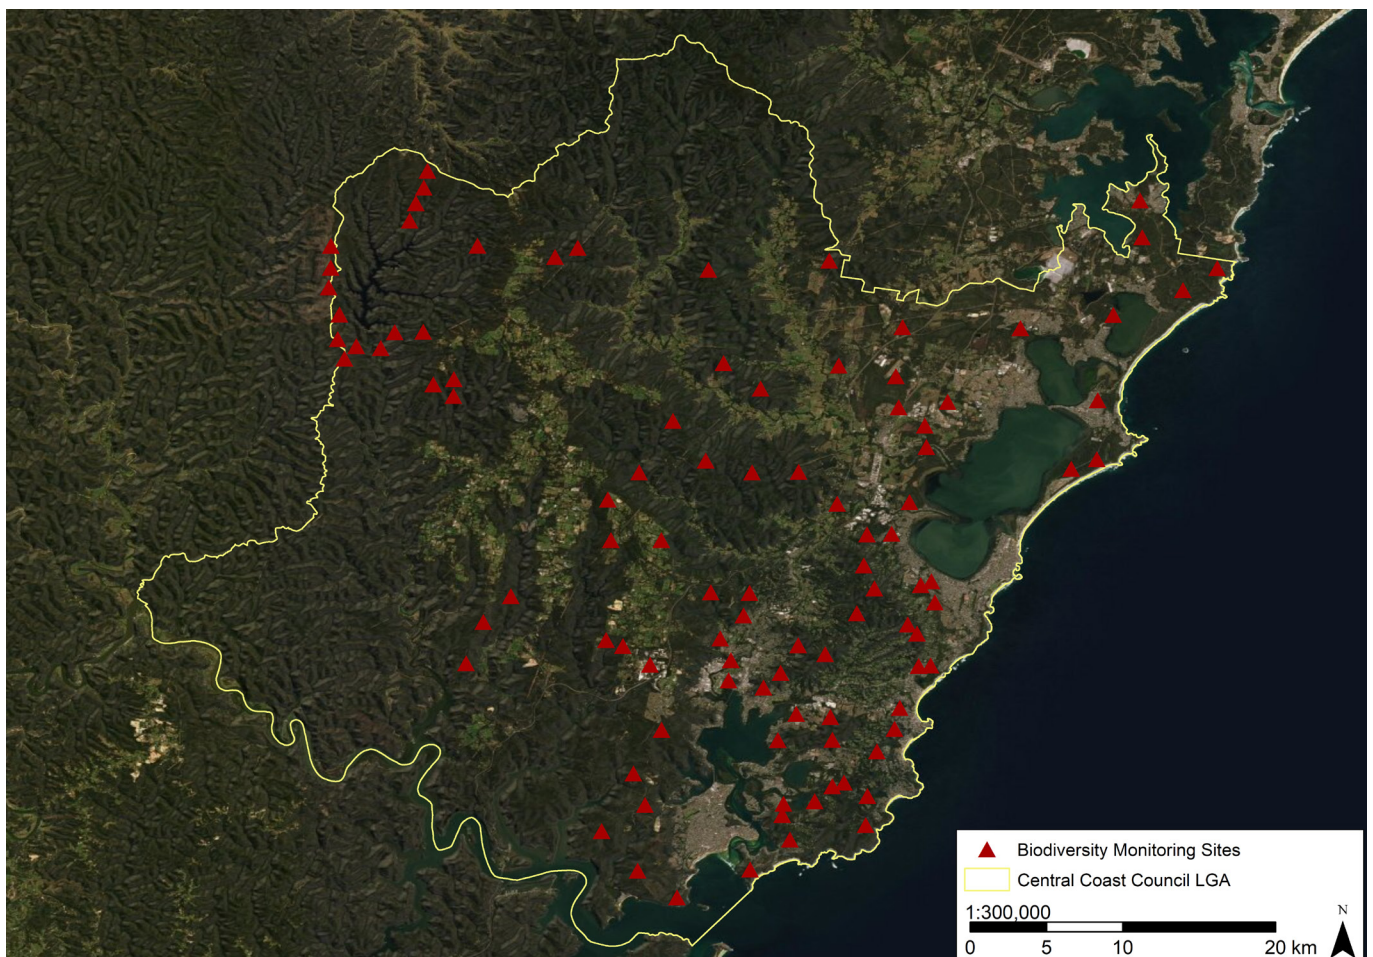 Biodiversity Monitoring Sites
Central Coast Council LGA
1:300,000
N
0 5 10 20 km